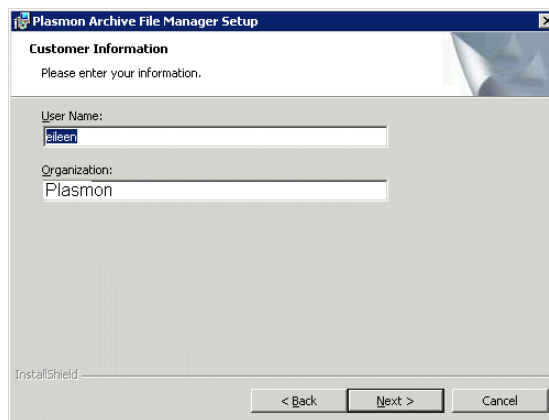 Plasmon Archive File Manager Setup
Customer Information
Please enter your information.
User Name:
eileen
Organization:
Plasmon
InstallShield
< Back Next > Cancel